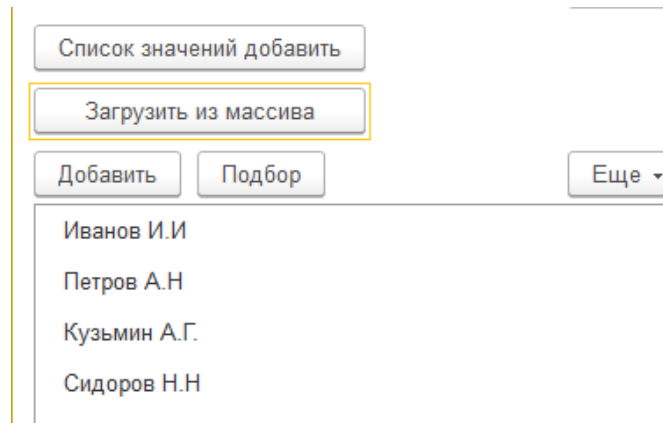 Список значений добавить
Загрузить из массива
Добавить Подбор Еще
Иванов И.И
Петров А.Н
Кузьмин А.Г.
Сидоров Н.Н